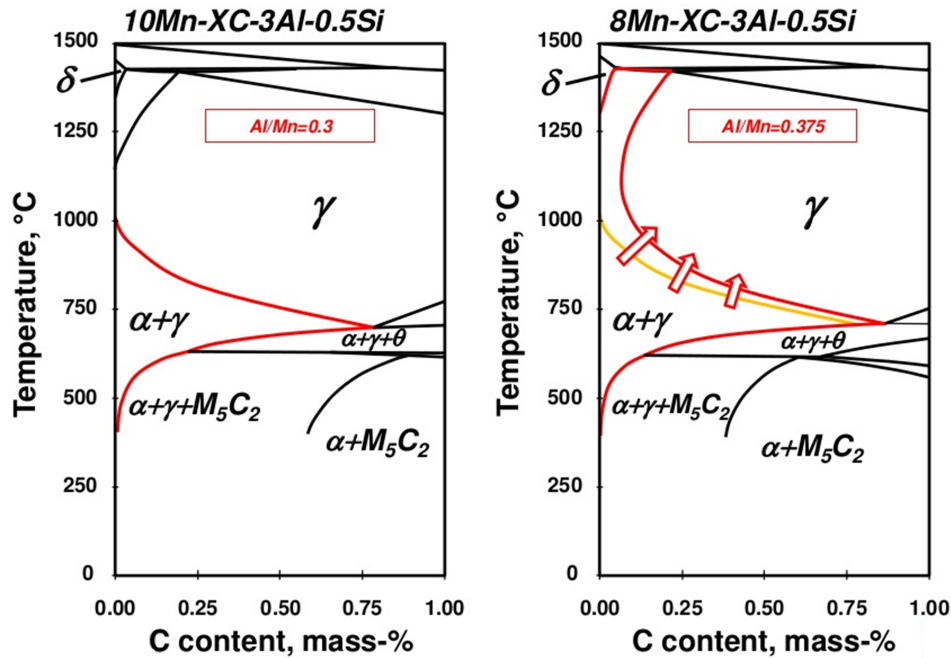 10Mn-XC-3Al-0.5Si
1500
1250
1000
750
500
250
0
Temperature, °C
δ
Al/Mn=0.3
γ
α+γ
α+γ+θ
α+γ+M5C2
α+M5C2
0.00 0.25 0.50 0.75 1.00
C content, mass-%
8Mn-XC-3Al-0.5Si
1500
1250
1000
750
500
250
0
Temperature, °C
δ
Al/Mn=0.375
γ
α+γ
α+γ+θ
α+γ+M5C2
α+M5C2
0.00 0.25 0.50 0.75 1.00
C content, mass-%